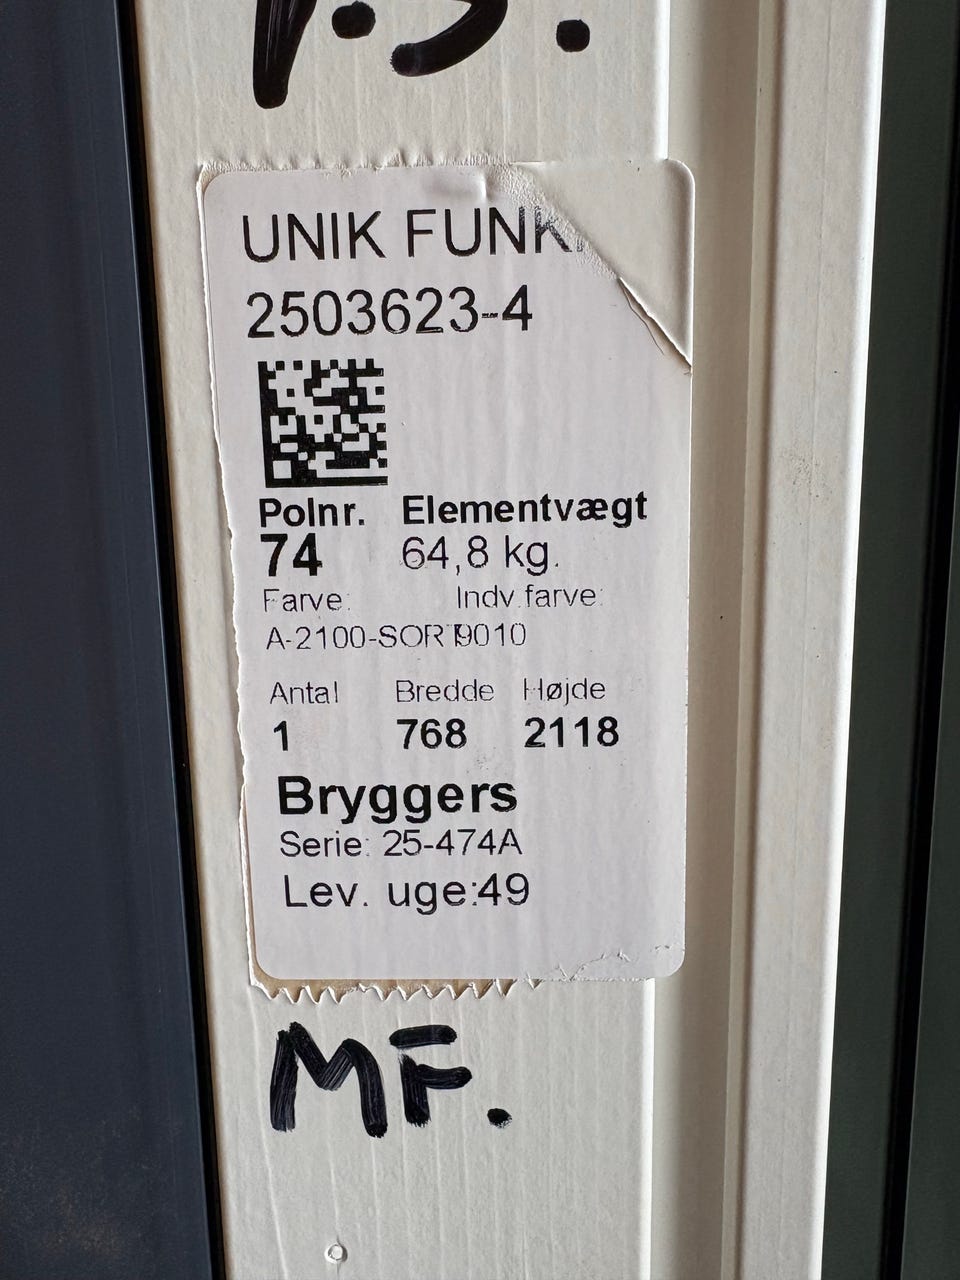 UNIK FUNK
2503623-4
Polnr. Elementvægt
74 64,8 kg.
Farve: Indv.farve:
A-2100-SORT 9010
Antal Bredde Højde
1 768 2118
Bryggers
Serie: 25-474A
Lev. uge:49
MF.